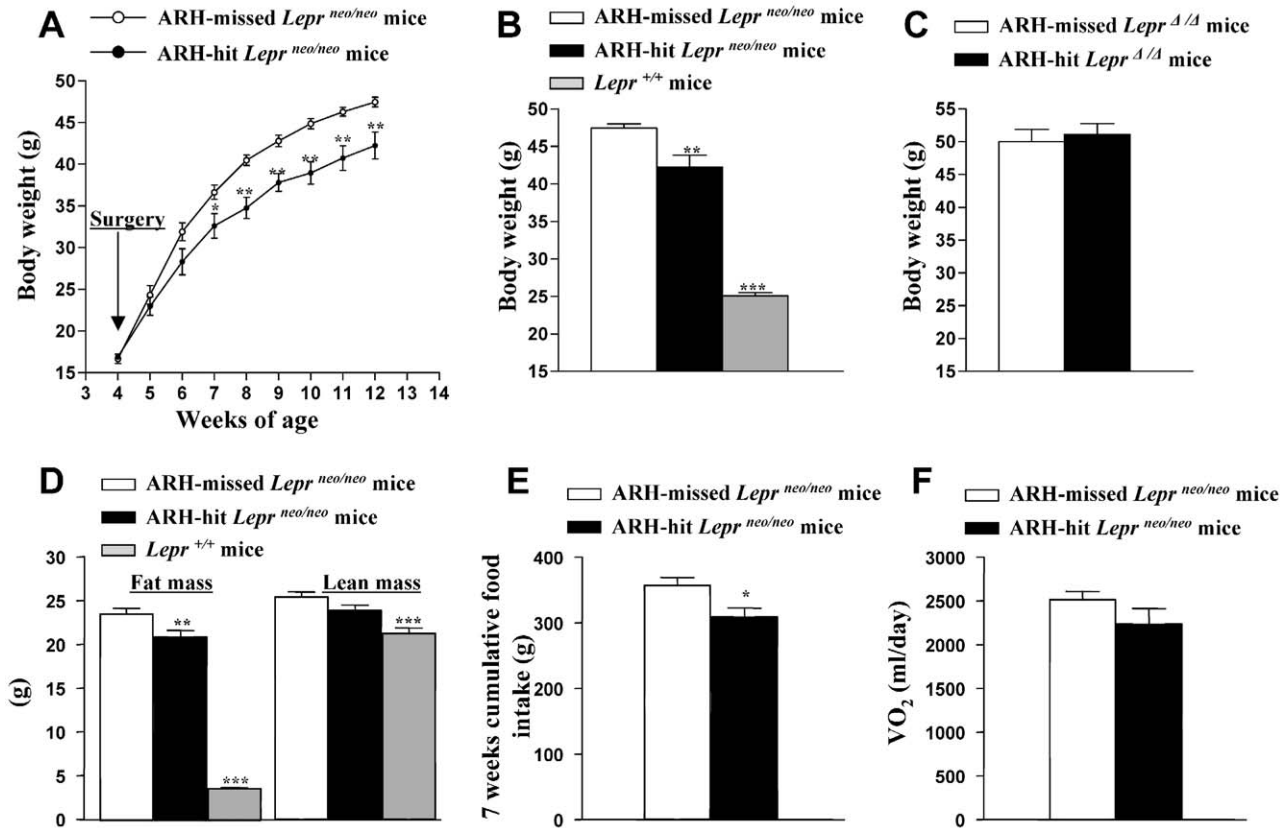 A
ARH-missed Lepr neo/neo mice
ARH-hit Lepr neo/neo mice
Body weight (g)
50
45
40
35
30
25
20
15
Surgery
*
**
**
**
**
**
3 4 5 6 7 8 9 10 11 12 13 14
Weeks of age
B
ARH-missed Lepr neo/neo mice
ARH-hit Lepr neo/neo mice
Lepr +/+ mice
Body weight (g)
50
45
40
35
30
25
20
15
**
***
C
ARH-missed Lepr Δ/Δ mice
ARH-hit Lepr Δ/Δ mice
Body weight (g)
55
50
45
40
35
30
25
20
15
D
ARH-missed Lepr neo/neo mice
ARH-hit Lepr neo/neo mice
Lepr +/+ mice
(g)
30
25
20
15
10
5
0
Fat mass
Lean mass
**
***
***
E
ARH-missed Lepr neo/neo mice
ARH-hit Lepr neo/neo mice
7 weeks cumulative food
intake (g)
400
300
200
100
0
*
F
ARH-missed Lepr neo/neo mice
ARH-hit Lepr neo/neo mice
VO2 (ml/day)
3000
2500
2000
1500
1000
500
0